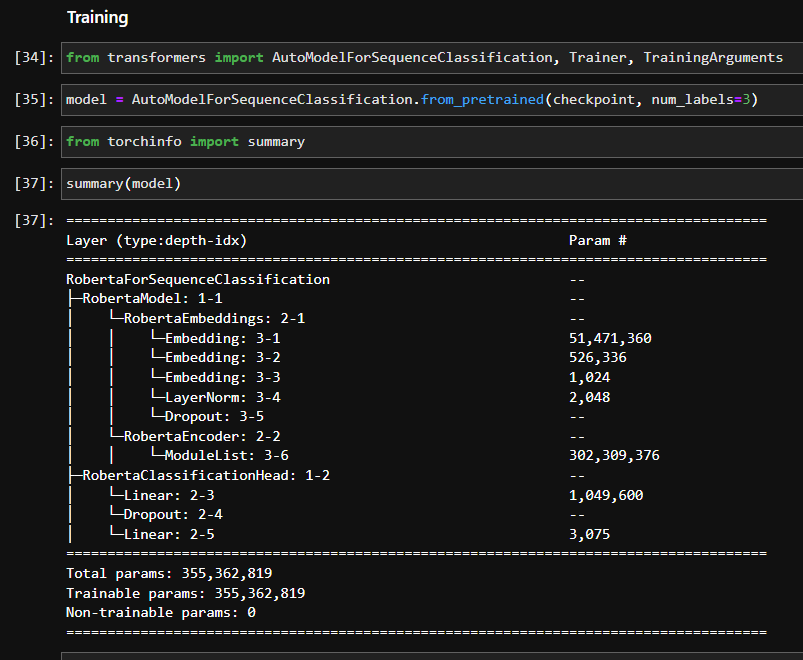 Training
[34]: from transformers import AutoModelForSequenceClassification, Trainer, TrainingArguments
[35]: model = AutoModelForSequenceClassification.from_pretrained(checkpoint, num_labels=3)
[36]: from torchinfo import summary
[37]: summary(model)
[37]: =====================================================================================
Layer (type:depth-idx)                                       Param #
=====================================================================================
RobertaForSequenceClassification                             --
├─RobertaModel: 1-1                                          --
│    └─RobertaEmbeddings: 2-1                                --
│    │    └─Embedding: 3-1                                   51,471,360
│    │    └─Embedding: 3-2                                   526,336
│    │    └─Embedding: 3-3                                   1,024
│    │    └─LayerNorm: 3-4                                   2,048
│    │    └─Dropout: 3-5                                     --
│    └─RobertaEncoder: 2-2                                   --
│    │    └─ModuleList: 3-6                                  302,309,376
├─RobertaClassificationHead: 1-2                             --
│    └─Linear: 2-3                                           1,049,600
│    └─Dropout: 2-4                                          --
│    └─Linear: 2-5                                           3,075
=====================================================================================
Total params: 355,362,819
Trainable params: 355,362,819
Non-trainable params: 0
=====================================================================================